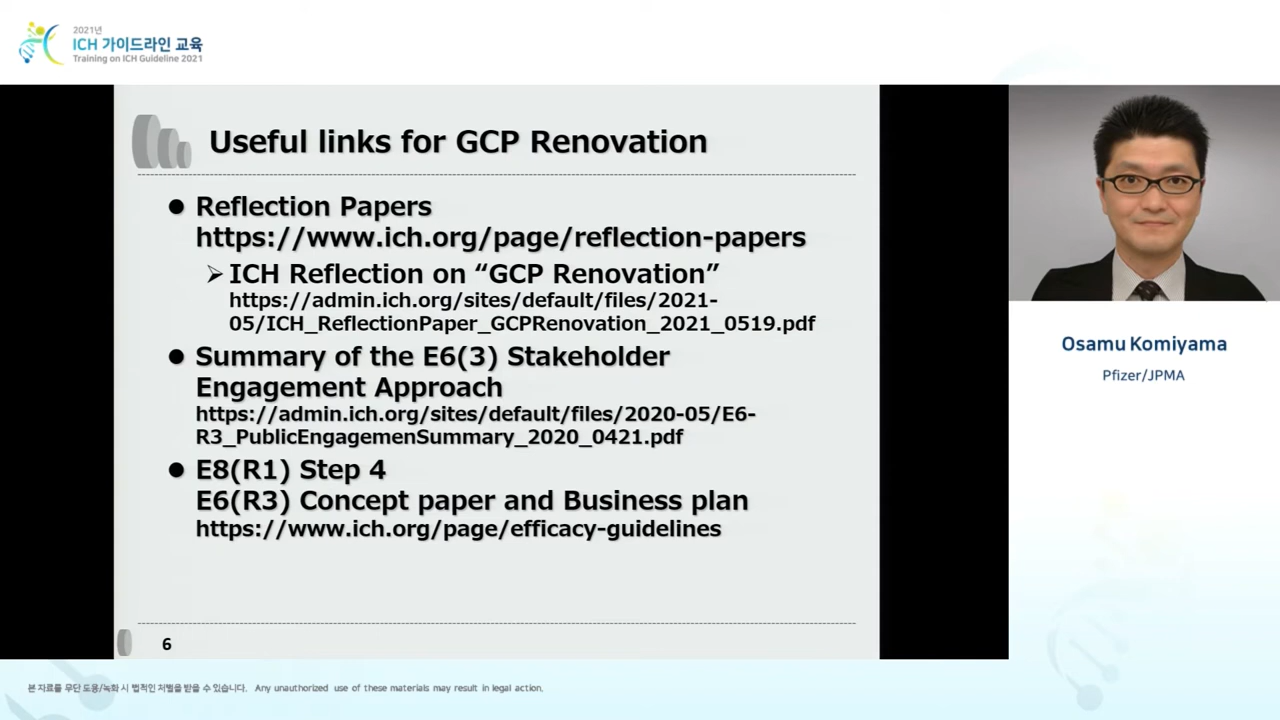 2021년
ICH 가이드라인 교육
Training on ICH Guideline 2021
Useful links for GCP Renovation
● Reflection Papers
https://www.ich.org/page/reflection-papers
➢ ICH Reflection on “GCP Renovation”
https://admin.ich.org/sites/default/files/2021-
05/ICH_ReflectionPaper_GCPRenovation_2021_0519.pdf
● Summary of the E6(3) Stakeholder
Engagement Approach
https://admin.ich.org/sites/default/files/2020-05/E6-
R3_PublicEngagemenSummary_2020_0421.pdf
● E8(R1) Step 4
E6(R3) Concept paper and Business plan
https://www.ich.org/page/efficacy-guidelines
6
Osamu Komiyama
Pfizer/JPMA
본 자료를 무단 도용/녹화 시 법적인 처벌을 받을 수 있습니다. Any unauthorized use of these materials may result in legal action.